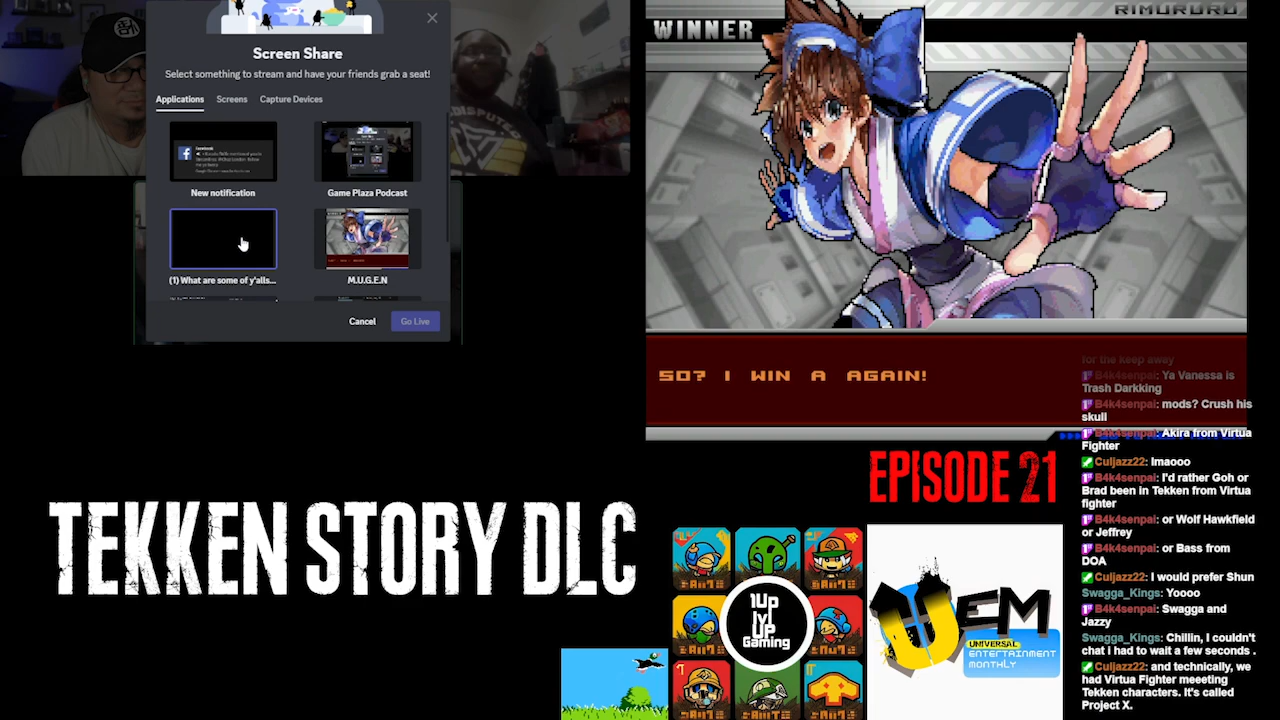 Screen Share
Select something to stream and have your friends grab a seat!
Applications
Screens
Capture Devices
New notification
Game Plaza Podcast
(1) What are some of y'alls...
M.U.G.E.N
Cancel
Go Live
WINNER
RIMURURU
SO? I WIN A AGAIN!
TEKKEN STORY DLC
EPISODE 21
1Up
lvl
UP
Gaming
UEM
UNIVERSAL
ENTERTAINMENT
MONTHLY
for the keep away
B4k4senpai: Ya Vanessa is
Trash Darkking
B4k4senpai: mods? Crush his
skull
B4k4senpai: Akira from Virtua
Fighter
Culjazz22: lmaooo
B4k4senpai: I'd rather Goh or
Brad been in Tekken from Virtua
fighter
B4k4senpai: or Wolf Hawkfield
or Jeffrey
B4k4senpai: or Bass from
DOA
Culjazz22: I would prefer Shun
Swagga_Kings: Yoooo
B4k4senpai: Swagga and
Jazzy
Swagga_Kings: Chillin, I couldn't
chat i had to wait a few seconds .
Culjazz22: and technically, we
had Virtua Fighter meeeting
Tekken characters. It's called
Project X.